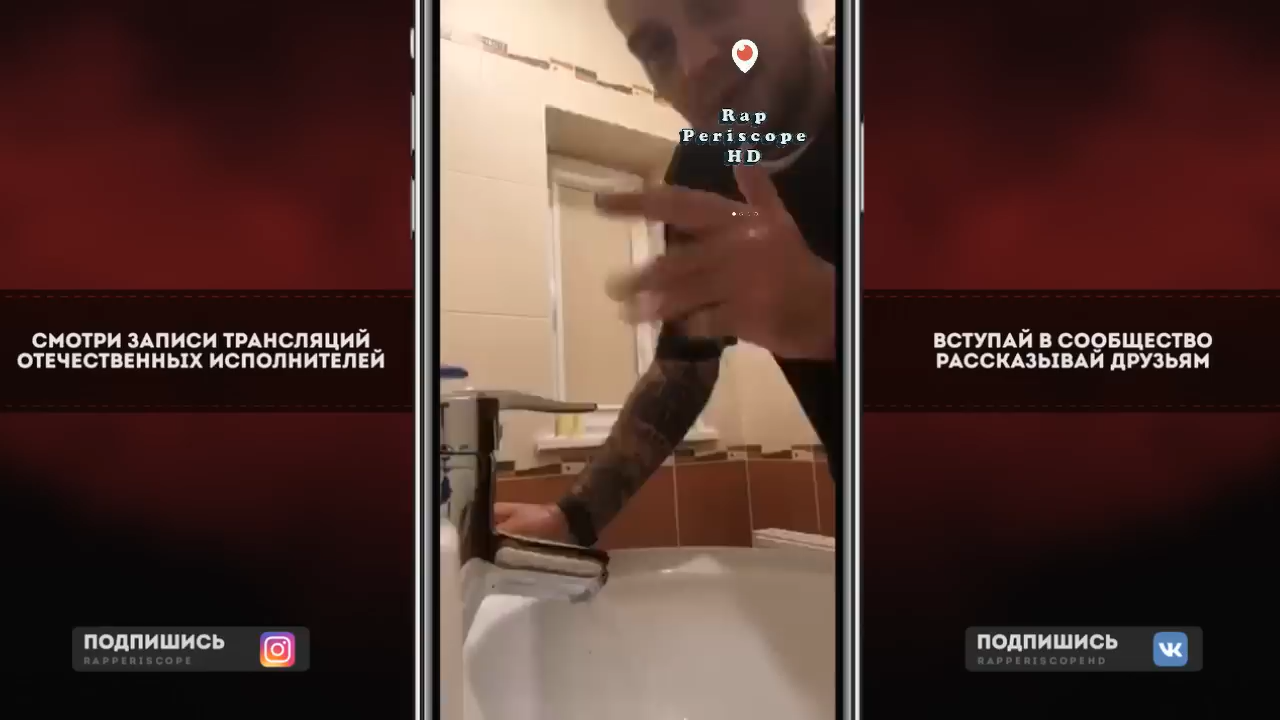 Rap
Periscope
HD
СМОТРИ ЗАПИСИ ТРАНСЛЯЦИЙ
ОТЕЧЕСТВЕННЫХ ИСПОЛНИТЕЛЕЙ
ВСТУПАЙ В СООБЩЕСТВО
РАССКАЗЫВАЙ ДРУЗЬЯМ
ПОДПИШИСЬ
RAPPERISCOPE
ПОДПИШИСЬ
RAPPERISCOPEHD